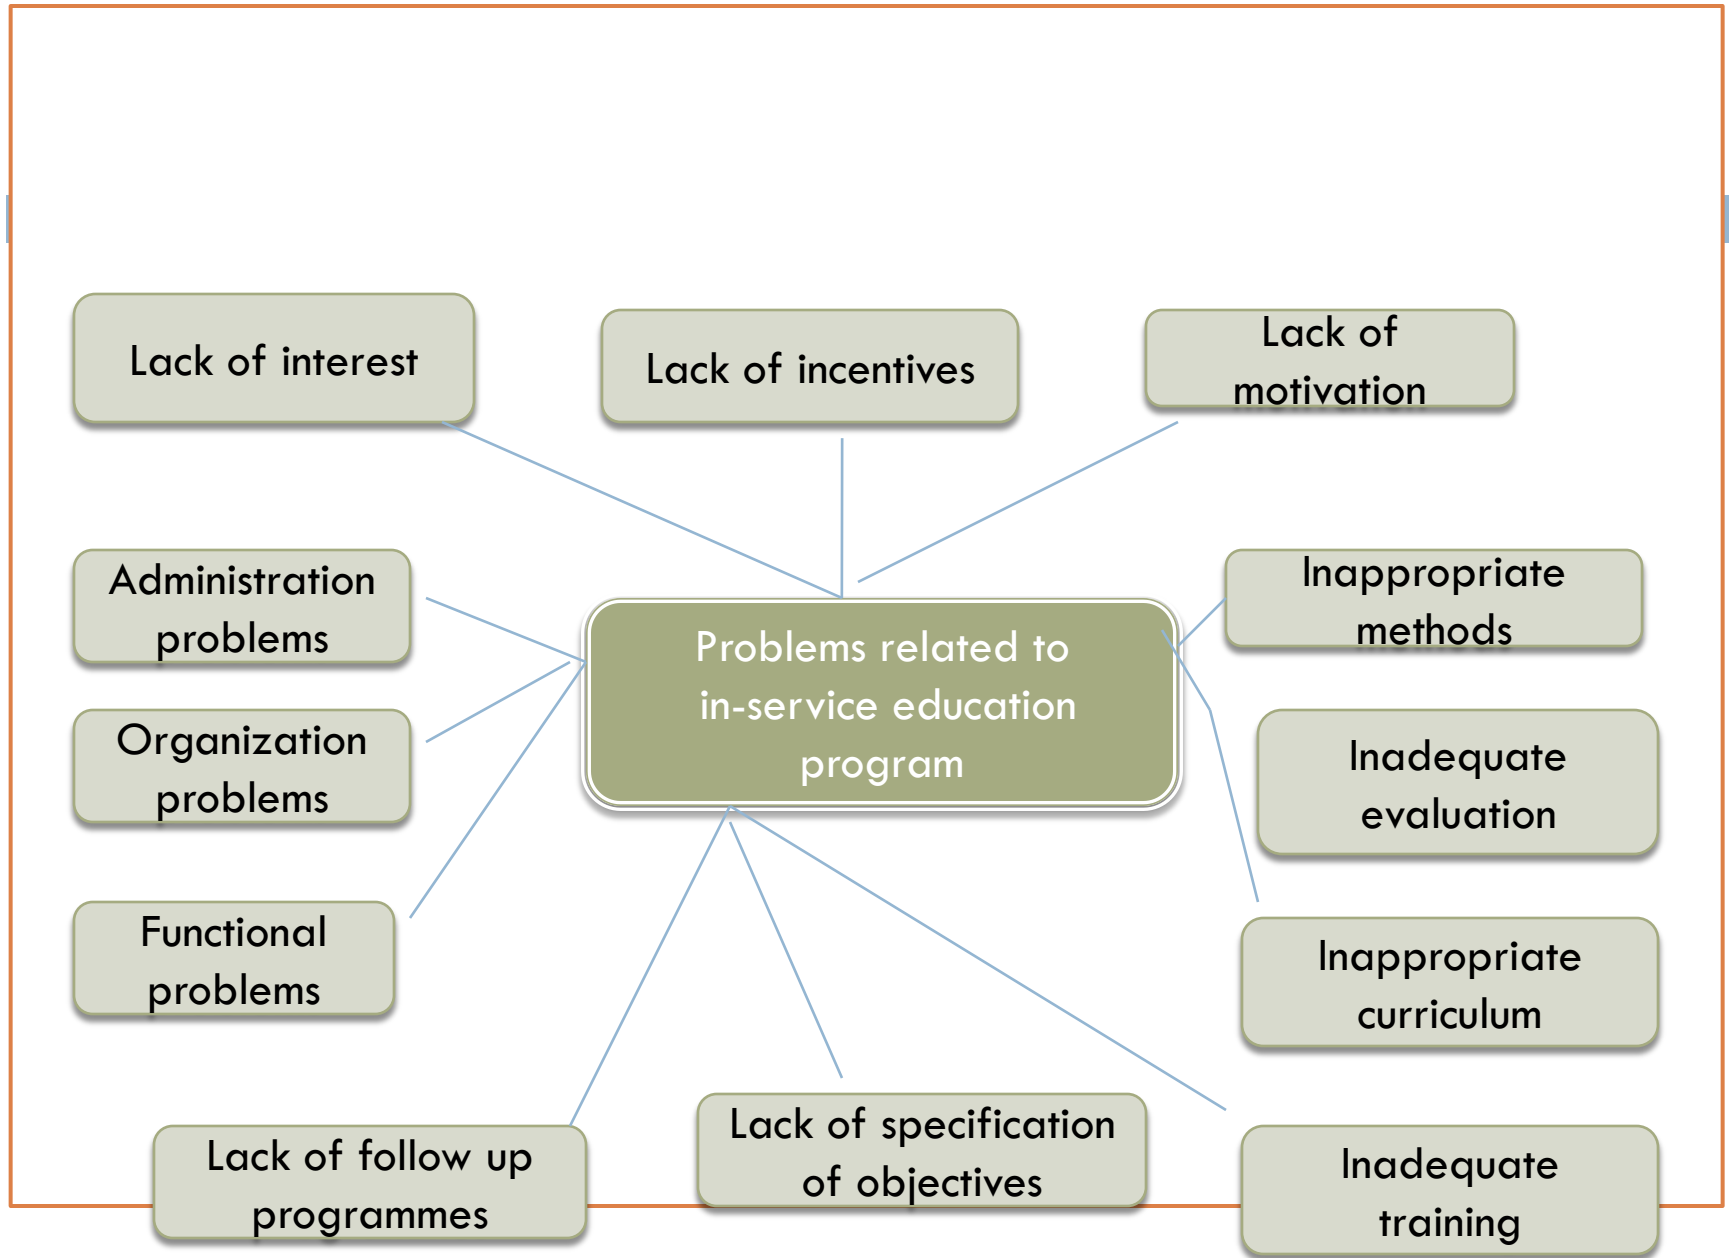 Lack of interest
Lack of incentives
Lack of
motivation
Administration
problems
Inappropriate
methods
Problems related to
in-service education
program
Organization
problems
Inadequate
evaluation
Functional
problems
Inappropriate
curriculum
Lack of follow up
programmes
Lack of specification
of objectives
Inadequate
training